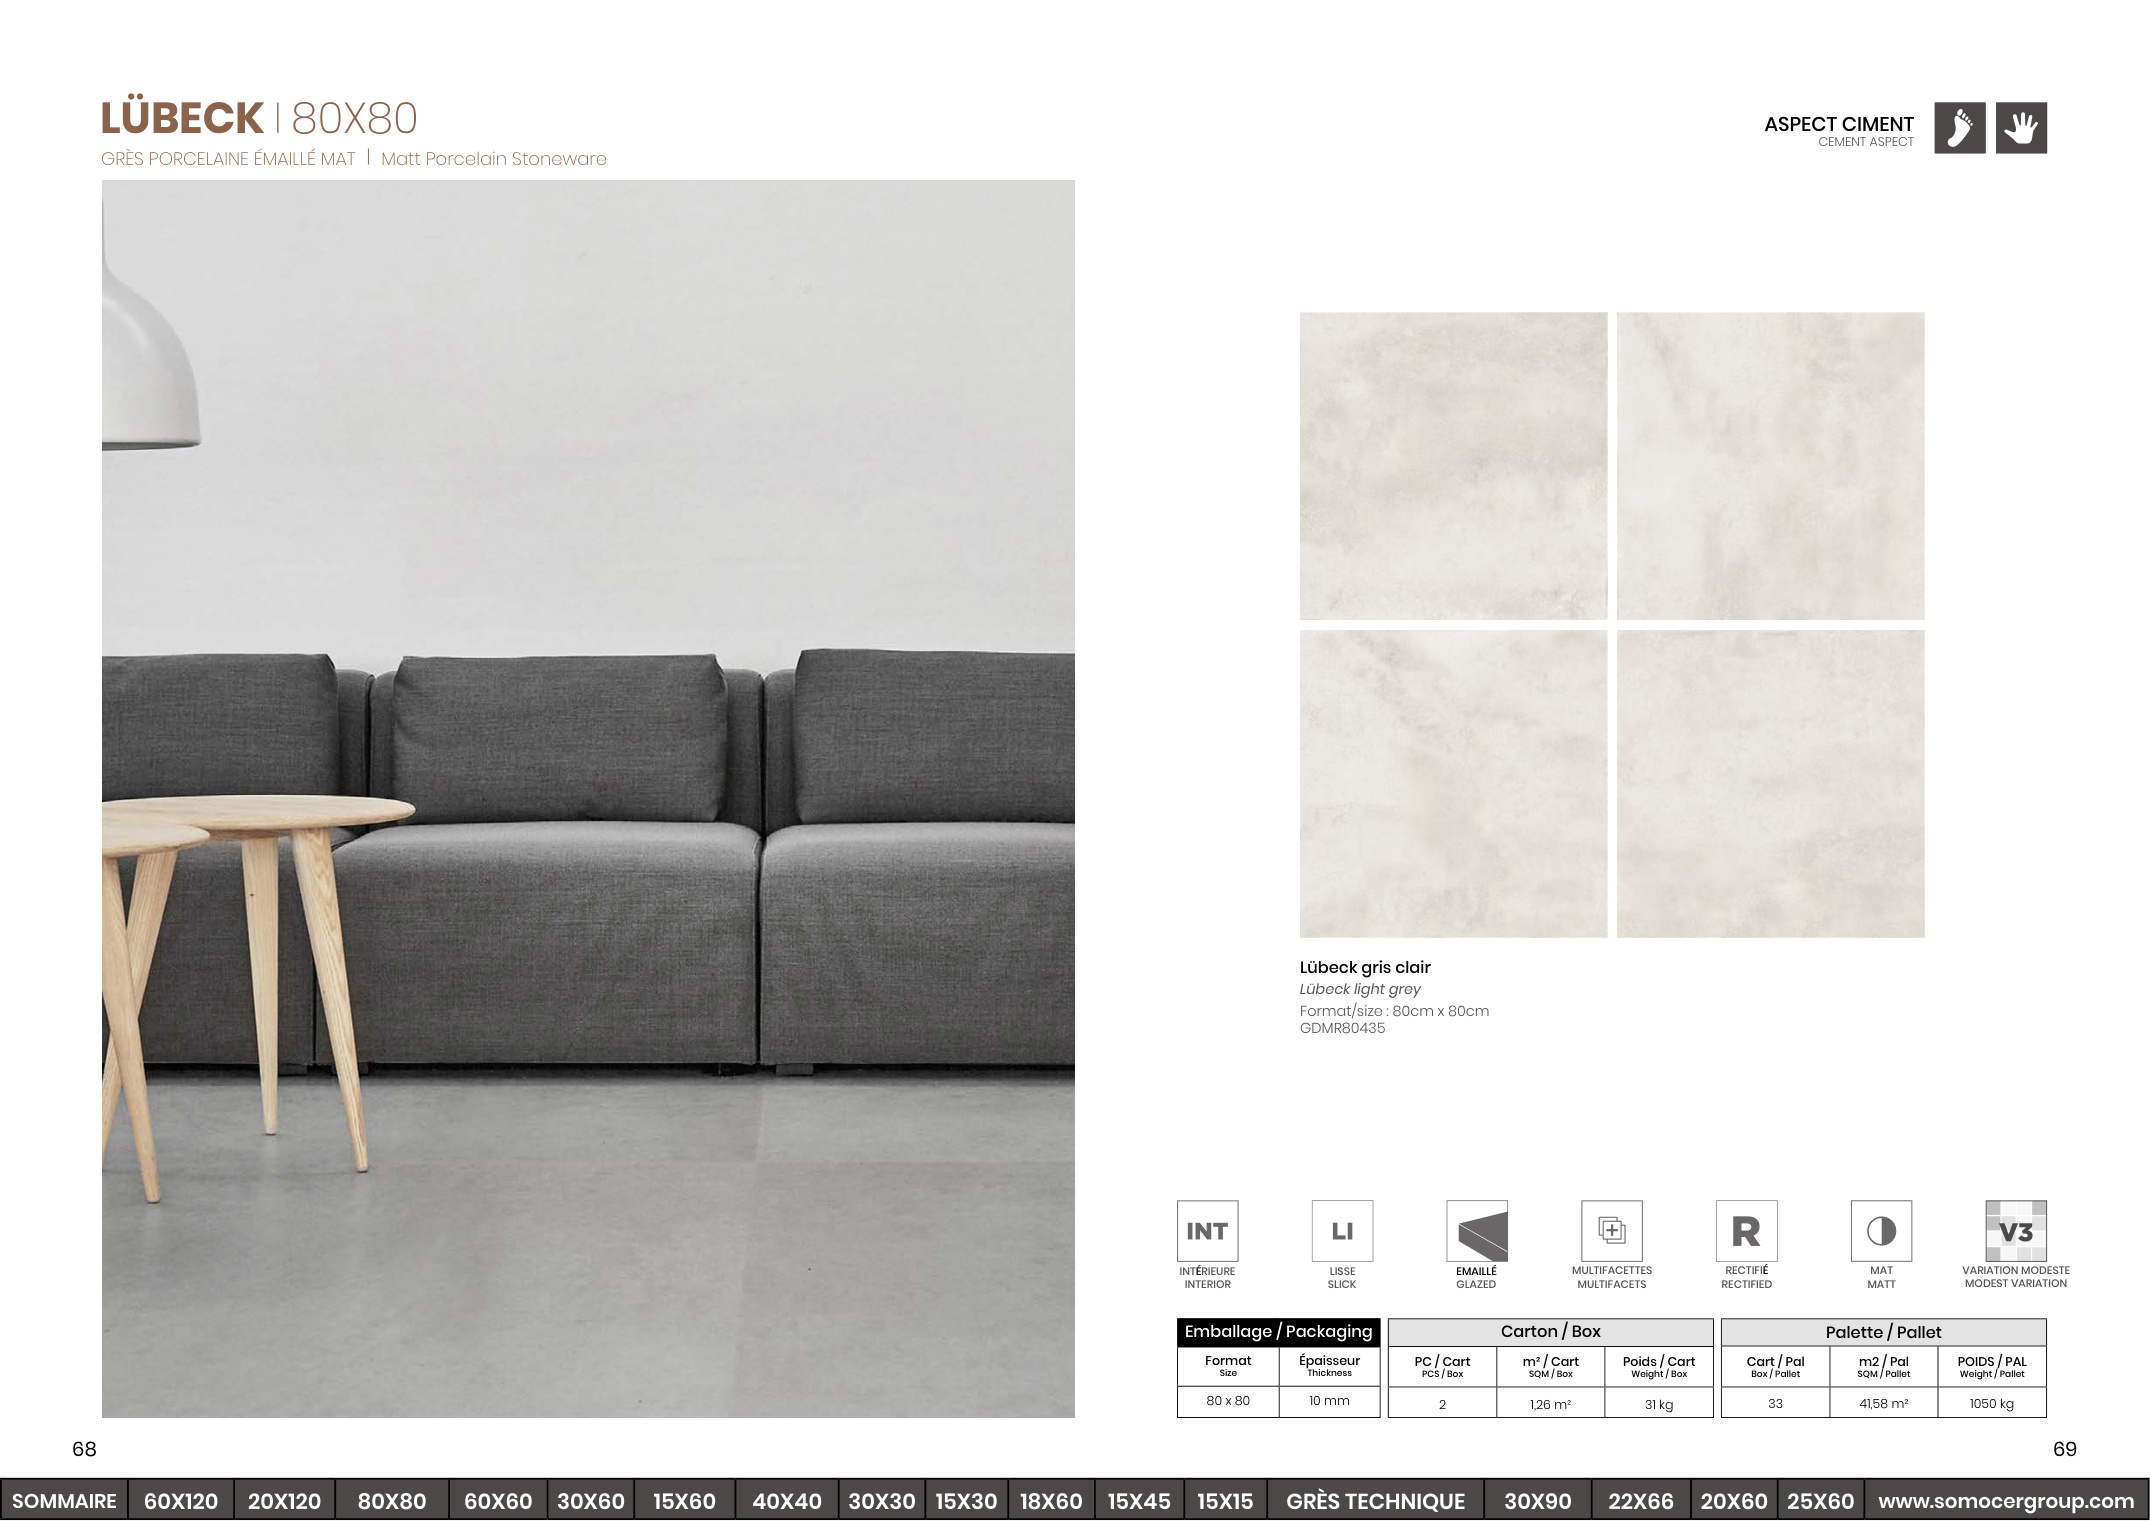 LÜBECK | 80X80
GRÈS PORCELAINE ÉMAILLÉ MAT | Matt Porcelain Stoneware
ASPECT CIMENT
CEMENT ASPECT
Lübeck gris clair
Lübeck light grey
Format/size : 80cm x 80cm
GDMR80435
INT
INTÉRIEURE
INTERIOR
LI
LISSE
SLICK
EMAILLÉ
GLAZED
MULTIFACETTES
MULTIFACETS
R
RECTIFIÉ
RECTIFIED
MAT
MATT
V3
VARIATION MODESTE
MODEST VARIATION
Emballage / Packaging
Format
Size
Épaisseur
Thickness
80 x 80
10 mm
Carton / Box
PC / Cart
PCS / Box
m² / Cart
SQM / Box
Poids / Cart
Weight / Box
2
1,26 m²
31 kg
Palette / Pallet
Cart / Pal
Box / Pallet
m2 / Pal
SQM / Pallet
POIDS / PAL
Weight / Pallet
33
41,58 m²
1050 kg
68
69
SOMMAIRE 60X120 20X120 80X80 60X60 30X60 15X60 40X40 30X30 15X30 18X60 15X45 15X15 GRÈS TECHNIQUE 30X90 22X66 20X60 25X60 www.somocergroup.com